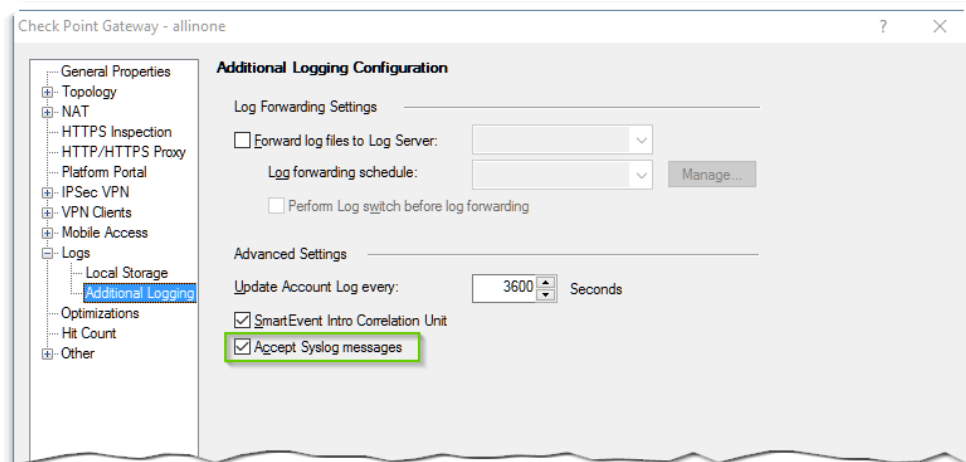 Check Point Gateway - allinone ? ×
General Properties
Topology
NAT
HTTPS Inspection
HTTP/HTTPS Proxy
Platform Portal
IPSec VPN
VPN Clients
Mobile Access
Logs
Local Storage
Additional Logging
Optimizations
Hit Count
Other
Additional Logging Configuration
Log Forwarding Settings
Forward log files to Log Server:
Log forwarding schedule:
Manage...
Perform Log switch before log forwarding
Advanced Settings
Update Account Log every: 3600 Seconds
SmartEvent Intro Correlation Unit
Accept Syslog messages